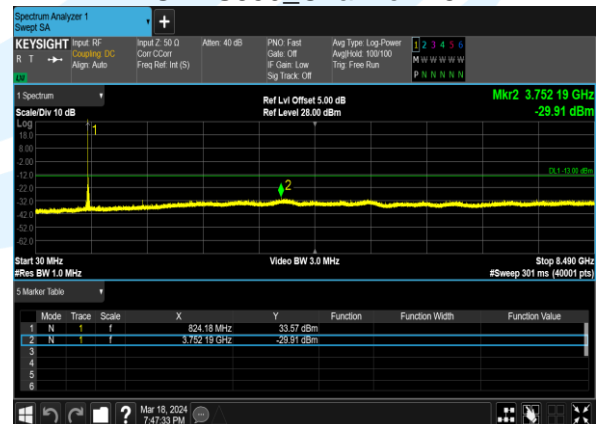 Spectrum Analyzer 1
Swept SA
KEYSIGHT Input: RF Input Z: 50 Ω Atten: 40 dB PNO: Fast Avg Type: Log-Power 1 2 3 4 5 6
R T Coupling: DC Corr CCorr Gate: Off Avg|Hold: 100/100 M W W W W W
Align: Auto Freq Ref: Int (S) IF Gain: Low Trig: Free Run P N N N N N
Sig Track: Off
1 Spectrum
Ref Lvl Offset 5.00 dB Mkr2 3.752 19 GHz
Scale/Div 10 dB Ref Level 28.00 dBm -29.91 dBm
Log
1
18.0
8.00
-2.00
DL1 -13.00 dBm
-12.0
2
-22.0
-32.0
-42.0
-52.0
-62.0
Start 30 MHz Video BW 3.0 MHz Stop 8.490 GHz
#Res BW 1.0 MHz #Sweep 301 ms (40001 pts)
5 Marker Table
Mode Trace Scale X Y Function Function Width Function Value
1 N 1 f 824.18 MHz 33.57 dBm
2 N 1 f 3.752 19 GHz -29.91 dBm
3
4
5
6
? Mar 18, 2024
7:47:33 PM